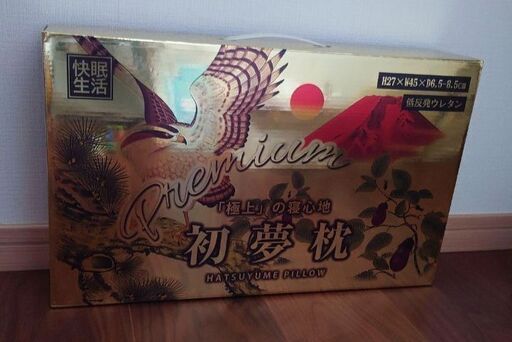 快眠
生活
H27×W45×D6.5-8.5cm
低反発ウレタン
Premium
「極上」の寝心地
初夢枕
HATSUYUME PILLOW